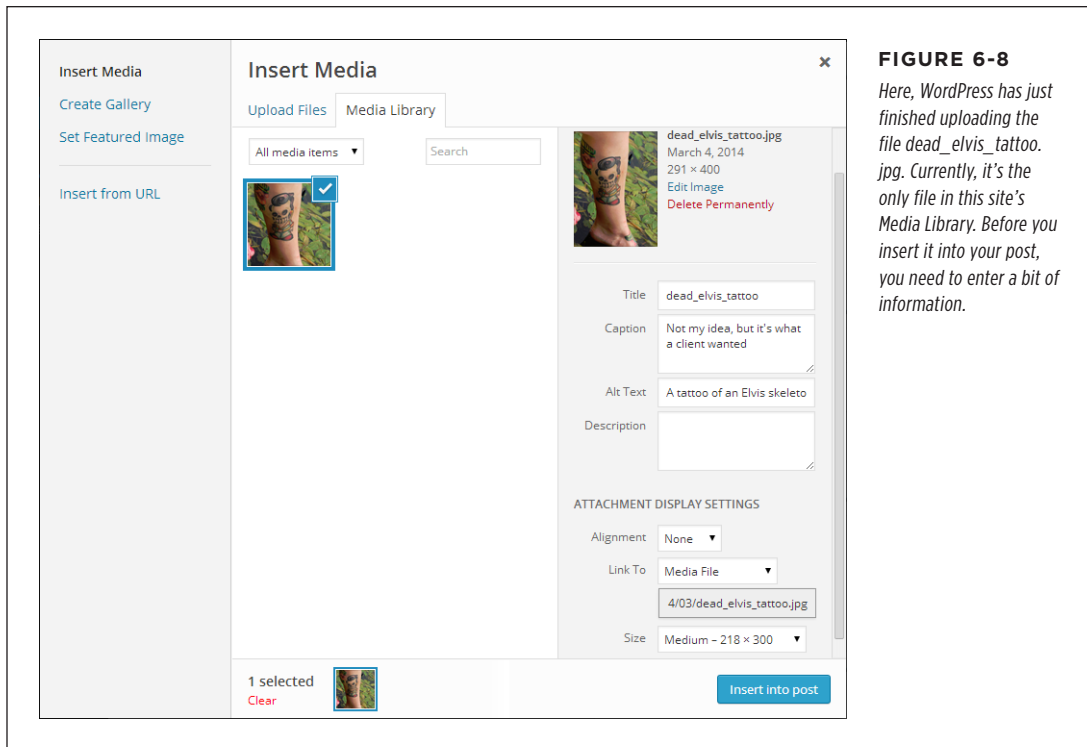 Insert Media
Create Gallery
Set Featured Image
Insert from URL
Insert Media
×
Upload Files
Media Library
All media items ▼
Search
dead_elvis_tattoo.jpg
March 4, 2014
291 × 400
Edit Image
Delete Permanently
Title
dead_elvis_tattoo
Caption
Not my idea, but it's what
a client wanted
Alt Text
A tattoo of an Elvis skeleto
Description
ATTACHMENT DISPLAY SETTINGS
Alignment
None ▼
Link To
Media File ▼
4/03/dead_elvis_tattoo.jpg
Size
Medium – 218 × 300 ▼
1 selected
Clear
Insert into post
FIGURE 6-8
Here, WordPress has just
finished uploading the
file dead_elvis_tattoo.
jpg. Currently, it’s the
only file in this site’s
Media Library. Before you
insert it into your post,
you need to enter a bit of
information.